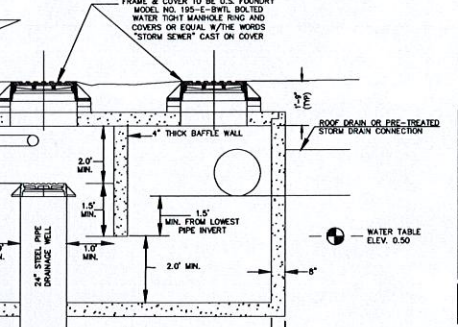 FRAME & COVER TO BE U.S. FOUNDRY
MODEL NO. 195-E-BWTL BOLTED
WATER TIGHT MANHOLE RING AND
COVERS OR EQUAL W/THE WORDS
"STORM SEWER" CAST ON COVER
1'-9"
(TYP)
ROOF DRAIN OR PRE-TREATED
STORM DRAIN CONNECTION
4" THICK BAFFLE WALL
2.0'
MIN.
1.5'
MIN.
1.5'
MIN. FROM LOWEST
PIPE INVERT
WATER TABLE
ELEV. 0.50
24" STEEL PIPE
DRAINAGE WELL
1.0'
MIN.
2.0' MIN.
8"